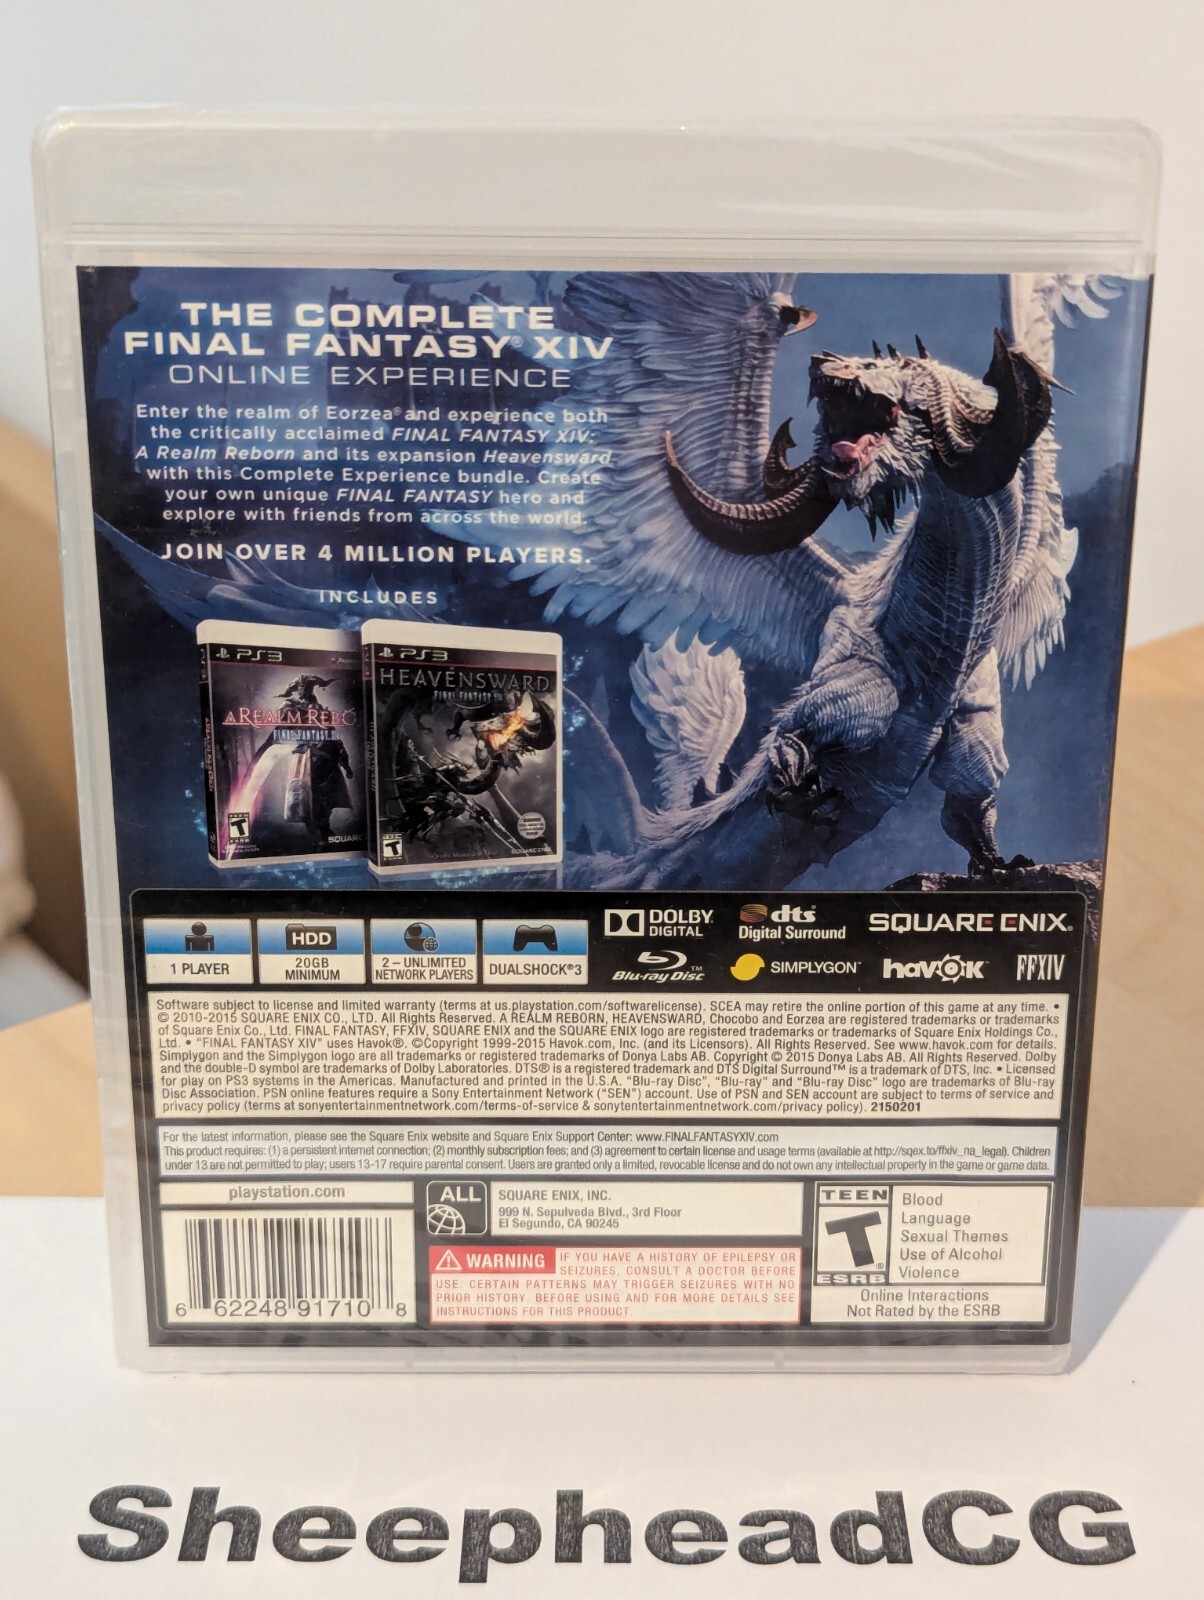 THE COMPLETE
FINAL FANTASY® XIV
ONLINE EXPERIENCE
Enter the realm of Eorzea® and experience both
the critically acclaimed FINAL FANTASY XIV:
A Realm Reborn and its expansion Heavensward
with this Complete Experience bundle. Create
your own unique FINAL FANTASY hero and
explore with friends from across the world.
JOIN OVER 4 MILLION PLAYERS.
INCLUDES
PS3
A REALM REBO
FINAL FANTASY XIV
T
SQUARE
PS3
HEAVENSWARD
FINAL FANTASY XIV
T
SQUARE ENIX
1 PLAYER
HDD
20GB
MINIMUM
2 – UNLIMITED
NETWORK PLAYERS
DUALSHOCK®3
DOLBY
DIGITAL
dts
Digital Surround
SQUARE ENIX®
Blu-ray Disc™
SIMPLYGON™
havok™
FFXIV
Software subject to license and limited warranty (terms at us.playstation.com/softwarelicense). SCEA may retire the online portion of this game at any time. •
© 2010-2015 SQUARE ENIX CO., LTD. All Rights Reserved. A REALM REBORN, HEAVENSWARD, Chocobo and Eorzea are registered trademarks or trademarks
of Square Enix Co., Ltd. FINAL FANTASY, FFXIV, SQUARE ENIX and the SQUARE ENIX logo are registered trademarks or trademarks of Square Enix Holdings Co.,
Ltd. • "FINAL FANTASY XIV" uses Havok®. ©Copyright 1999-2015 Havok.com, Inc. (and its Licensors). All Rights Reserved. See www.havok.com for details.
Simplygon and the Simplygon logo are all trademarks or registered trademarks of Donya Labs AB. Copyright © 2015 Donya Labs AB. All Rights Reserved. Dolby
and the double-D symbol are trademarks of Dolby Laboratories. DTS® is a registered trademark and DTS Digital Surround™ is a trademark of DTS, Inc. • Licensed
for play on PS3 systems in the Americas. Manufactured and printed in the U.S.A. "Blu-ray Disc", "Blu-ray" and "Blu-ray Disc" logo are trademarks of Blu-ray
Disc Association. PSN online features require a Sony Entertainment Network ("SEN") account. Use of PSN and SEN account are subject to terms of service and
privacy policy (terms at sonyentertainmentnetwork.com/terms-of-service & sonytentertainmentnetwork.com/privacy policy). 2150201
For the latest information, please see the Square Enix website and Square Enix Support Center: www.FINALFANTASYXIV.com
This product requires: (1) a persistent internet connection; (2) monthly subscription fees; and (3) agreement to certain license and usage terms (available at http://sqex.to/ffxiv_na_legal). Children
under 13 are not permitted to play; users 13-17 require parental consent. Users are granted only a limited, revocable license and do not own any intellectual property in the game or game data.
playstation.com
6 62248 91710 8
ALL
SQUARE ENIX, INC.
999 N. Sepulveda Blvd., 3rd Floor
El Segundo, CA 90245
WARNING IF YOU HAVE A HISTORY OF EPILEPSY OR
SEIZURES, CONSULT A DOCTOR BEFORE
USE. CERTAIN PATTERNS MAY TRIGGER SEIZURES WITH NO
PRIOR HISTORY. BEFORE USING AND FOR MORE DETAILS SEE
INSTRUCTIONS FOR THIS PRODUCT.
TEEN
T
ESRB
Blood
Language
Sexual Themes
Use of Alcohol
Violence
Online Interactions
Not Rated by the ESRB
SheepheadCG